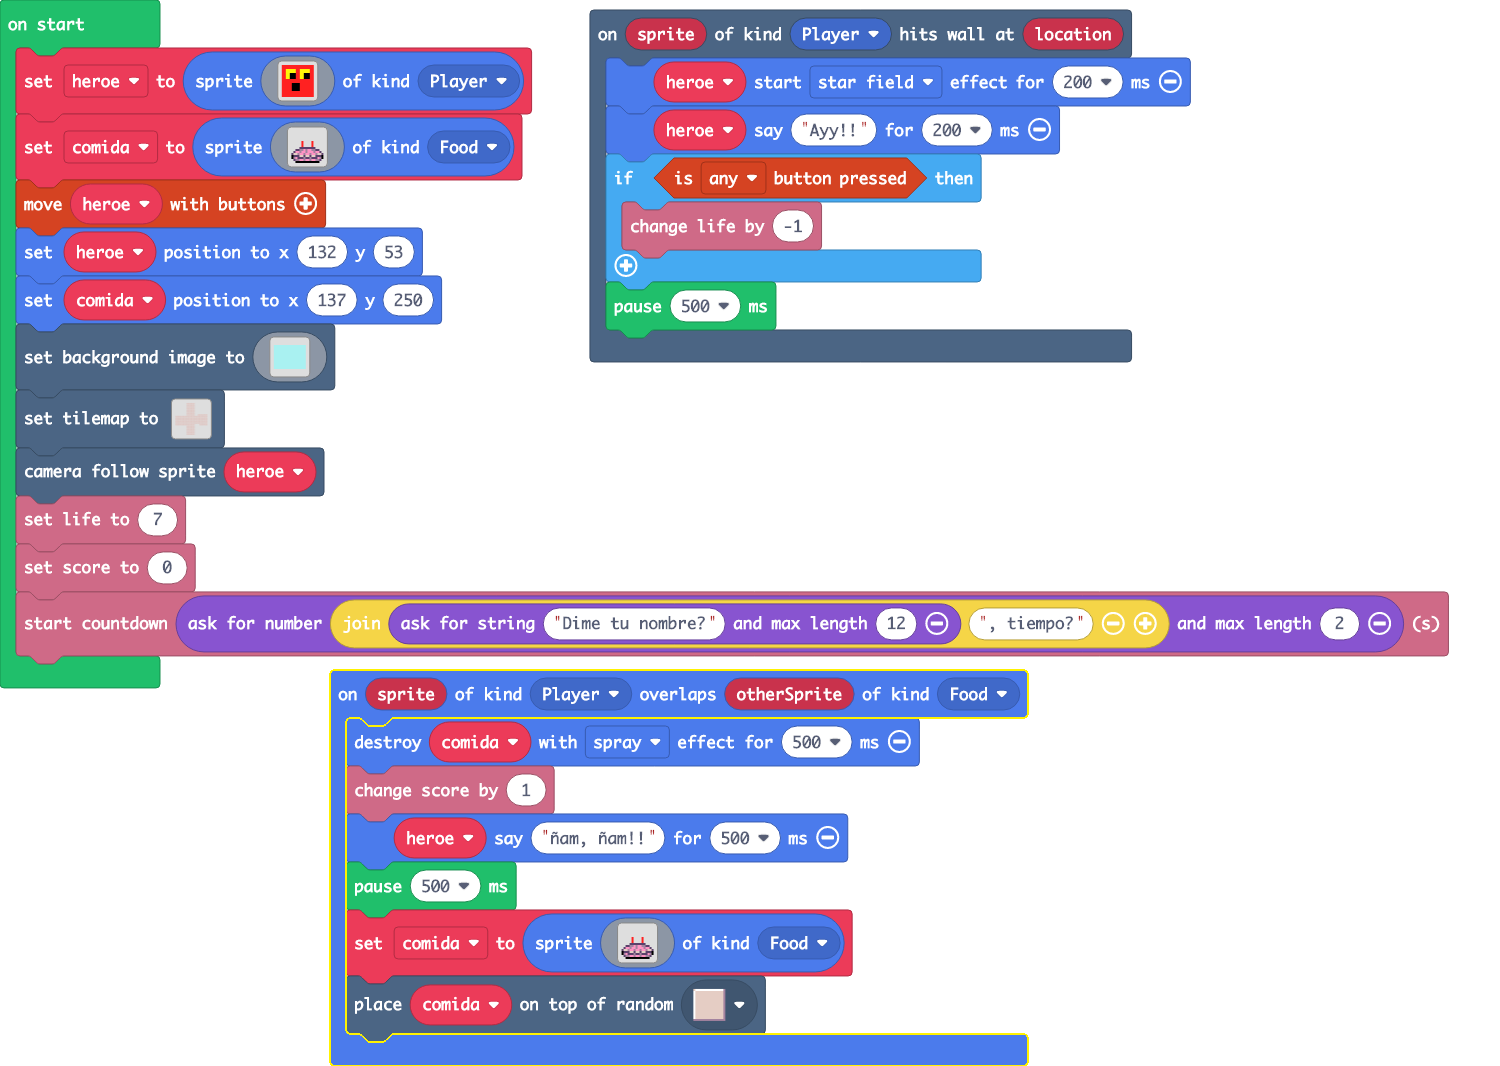 on start
set heroe to sprite of kind Player
set comida to sprite of kind Food
move heroe with buttons
set heroe position to x 132 y 53
set comida position to x 137 y 250
set background image to
set tilemap to
camera follow sprite heroe
set life to 7
set score to 0
start countdown ask for number join ask for string "Dime tu nombre?" and max length 12 ", tiempo?" and max length 2 (s)
on sprite of kind Player hits wall at location
heroe start star field effect for 200 ms
heroe say "Ayy!!" for 200 ms
if is any button pressed then
change life by -1
pause 500 ms
on sprite of kind Player overlaps otherSprite of kind Food
destroy comida with spray effect for 500 ms
change score by 1
heroe say "ñam, ñam!!" for 500 ms
pause 500 ms
set comida to sprite of kind Food
place comida on top of random